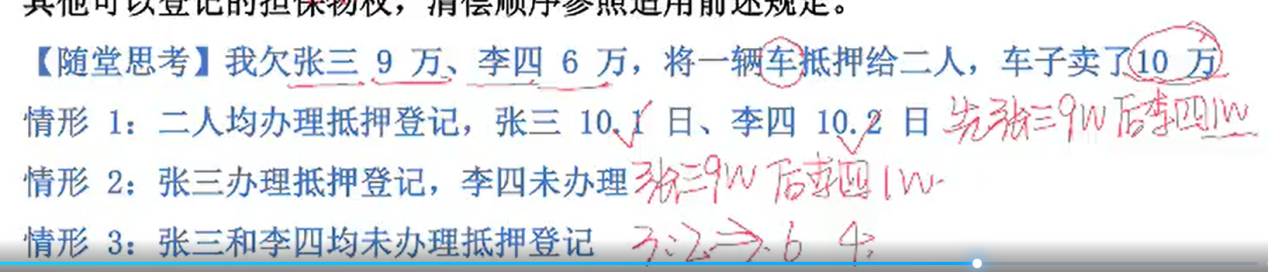 其他可以登记的担保物权，清偿顺序参照适用前述规定。
【随堂思考】我欠张三 9 万、李四 6 万，将一辆车抵押给二人，车子卖了10 万
情形 1：二人均办理抵押登记，张三 10.1 日、李四 10.2 日 先张三9W 后李四1W
情形 2：张三办理抵押登记，李四未办理 张三9W 后李四1W
情形 3：张三和李四均未办理抵押登记 3:2 → 6 4